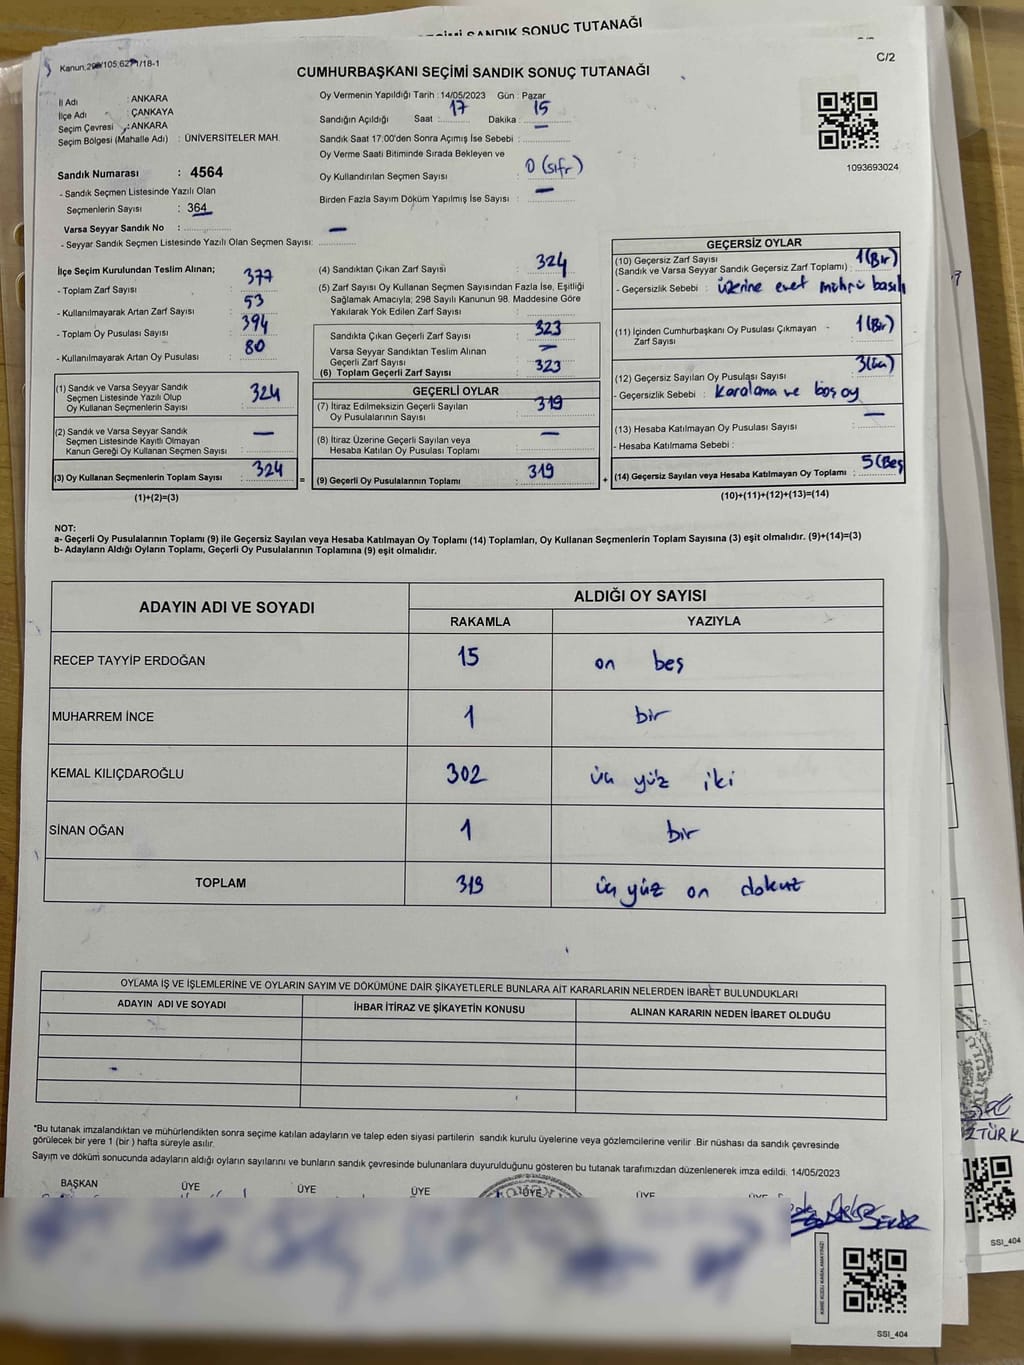 SANDIK SONUÇ TUTANAĞI
C/2
Kanun:298/105,6271/18-1
CUMHURBAŞKANI SEÇİMİ SANDIK SONUÇ TUTANAĞI
İl Adı : ANKARA
İlçe Adı : ÇANKAYA
Seçim Çevresi : ANKARA
Seçim Bölgesi (Mahalle Adı) : ÜNİVERSİTELER MAH.
Oy Vermenin Yapıldığı Tarih : 14/05/2023 Gün : Pazar
Sandığın Açıldığı Saat : 17 Dakika : 15
Sandık Saat 17:00'den Sonra Açımış İse Sebebi : —
Oy Verme Saati Bitiminde Sırada Bekleyen ve
Oy Kullandırılan Seçmen Sayısı : 0 (sıfır)
Birden Fazla Sayım Döküm Yapılmış İse Sayısı : —
1093693024
Sandık Numarası : 4564
- Sandık Seçmen Listesinde Yazılı Olan
Seçmenlerin Sayısı : 364
Varsa Seyyar Sandık No : —
- Seyyar Sandık Seçmen Listesinde Yazılı Olan Seçmen Sayısı:
İlçe Seçim Kurulundan Teslim Alınan;
- Toplam Zarf Sayısı : 377
- Kullanılmayarak Artan Zarf Sayısı : 53
- Toplam Oy Pusulası Sayısı : 394
- Kullanılmayarak Artan Oy Pusulası : 80
(1) Sandık ve Varsa Seyyar Sandık
Seçmen Listesinde Yazılı Olup
Oy Kullanan Seçmenlerin Sayısı : 324
(2) Sandık ve Varsa Seyyar Sandık
Seçmen Listesinde Kayıtlı Olmayan
Kanun Gereği Oy Kullanan Seçmen Sayısı : —
(3) Oy Kullanan Seçmenlerin Toplam Sayısı : 324
(1)+(2)=(3)
(4) Sandıktan Çıkan Zarf Sayısı : 324
(5) Zarf Sayısı Oy Kullanan Seçmen Sayısından Fazla İse, Eşitliği
Sağlamak Amacıyla; 298 Sayılı Kanunun 98. Maddesine Göre
Yakılarak Yok Edilen Zarf Sayısı :
Sandıkta Çıkan Geçerli Zarf Sayısı : 323
Varsa Seyyar Sandıktan Teslim Alınan
Geçerli Zarf Sayısı : —
(6) Toplam Geçerli Zarf Sayısı : 323
GEÇERLİ OYLAR
(7) İtiraz Edilmeksizin Geçerli Sayılan
Oy Pusulalarının Sayısı : 319
(8) İtiraz Üzerine Geçerli Sayılan veya
Hesaba Katılan Oy Pusulası Toplamı : —
(9) Geçerli Oy Pusulalarının Toplamı : 319
GEÇERSİZ OYLAR
(10) Geçersiz Zarf Sayısı
(Sandık ve Varsa Seyyar Sandık Geçersiz Zarf Toplamı) : 1 (Bir)
- Geçersizlik Sebebi : üzerine evet mührü basılı
(11) İçinden Cumhurbaşkanı Oy Pusulası Çıkmayan
Zarf Sayısı : 1 (Bir)
(12) Geçersiz Sayılan Oy Pusulası Sayısı : 3 (üç)
- Geçersizlik Sebebi : Karalama ve boş oy
(13) Hesaba Katılmayan Oy Pusulası Sayısı : —
- Hesaba Katılmama Sebebi :
(14) Geçersiz Sayılan veya Hesaba Katılmayan Oy Toplamı : 5 (Beş
(10)+(11)+(12)+(13)=(14)
NOT:
a- Geçerli Oy Pusulalarının Toplamı (9) ile Geçersiz Sayılan veya Hesaba Katılmayan Oy Toplamı (14) Toplamları, Oy Kullanan Seçmenlerin Toplam Sayısına (3) eşit olmalıdır. (9)+(14)=(3)
b- Adayların Aldığı Oyların Toplamı, Geçerli Oy Pusulalarının Toplamına (9) eşit olmalıdır.
ADAYIN ADI VE SOYADI ALDIĞI OY SAYISI
RAKAMLA YAZIYLA
RECEP TAYYİP ERDOĞAN 15 on beş
MUHARREM İNCE 1 bir
KEMAL KILIÇDAROĞLU 302 üç yüz iki
SİNAN OĞAN 1 bir
TOPLAM 319 üç yüz on dokuz
OYLAMA İŞ VE İŞLEMLERİNE VE OYLARIN SAYIM VE DÖKÜMÜNE DAİR ŞİKAYETLERLE BUNLARA AİT KARARLARIN NELERDEN İBARET BULUNDUKLARI
ADAYIN ADI VE SOYADI İHBAR İTİRAZ VE ŞİKAYETİN KONUSU ALINAN KARARIN NEDEN İBARET OLDUĞU
*Bu tutanak imzalandıktan ve mühürlendikten sonra seçime katılan adayların ve talep eden siyasi partilerin sandık kurulu üyelerine veya gözlemcilerine verilir .Bir nüshası da sandık çevresinde
görülecek bir yere 1 (bir ) hafta süreyle asılır.
Sayım ve döküm sonucunda adayların aldığı oyların sayılarını ve bunların sandık çevresinde bulunanlara duyurulduğunu gösteren bu tutanak tarafımızdan düzenlenerek imza edildi. 14/05/2023
BAŞKAN ÜYE ÜYE ÜYE ÜYE ÜYE ÜYE
ZTÜRK
SSI_404
SSI_404